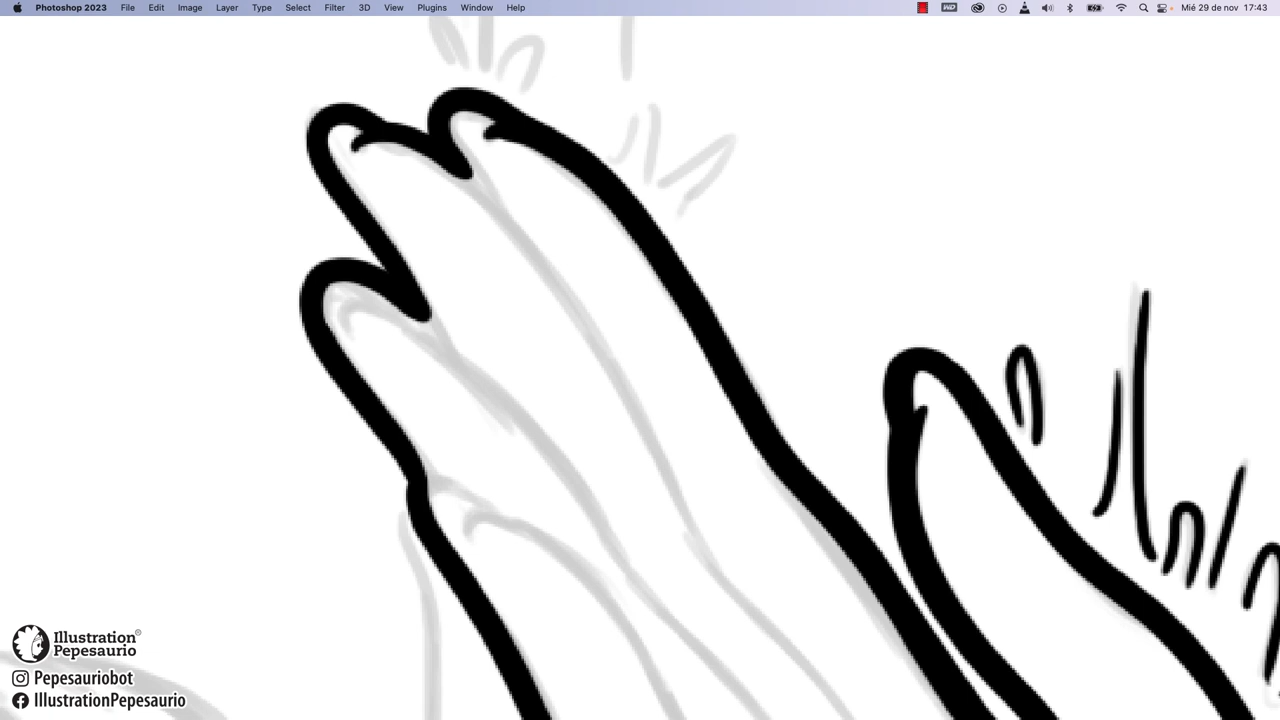 Photoshop 2023 File Edit Image Layer Type Select Filter 3D View Plugins Window Help Mié 29 de nov 17:43
Illustration®
Pepesaurio
Pepesauriobot
IllustrationPepesaurio